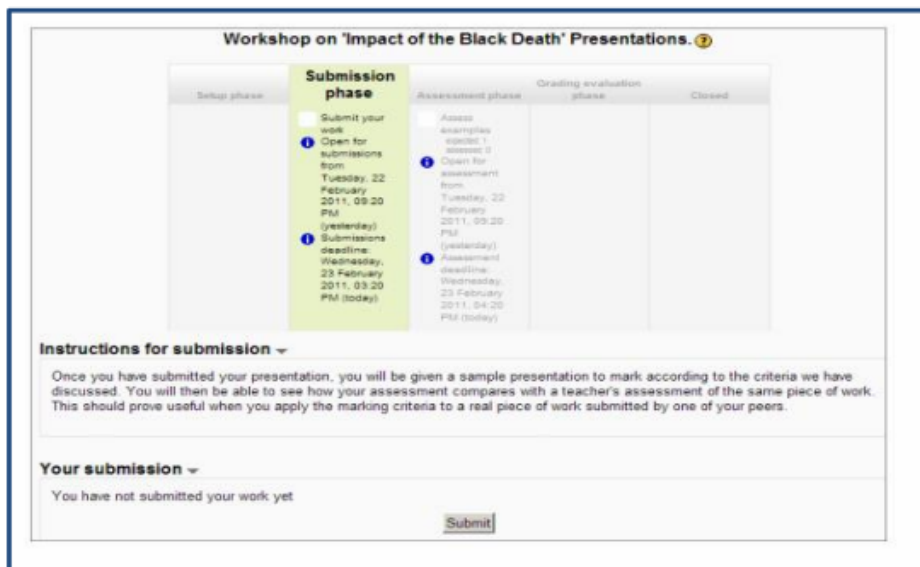 Workshop on 'Impact of the Black Death' Presentations.
Setup phase
Submission
phase
Assessment phase
Grading evaluation
phase
Closed
Submit your
work
Open for
submissions
from
Tuesday, 22
February
2011, 09:20
PM
(yesterday)
Submissions
deadline:
Wednesday,
23 February
2011, 03:20
PM (today)
Assess
examples
expected: 1
assessed: 0
Open for
assessment
from
Tuesday, 22
February
2011, 09:20
PM
(yesterday)
Assessment
deadline:
Wednesday,
23 February
2011, 04:20
PM (today)
Instructions for submission
Once you have submitted your presentation, you will be given a sample presentation to mark according to the criteria we have
discussed. You will then be able to see how your assessment compares with a teacher's assessment of the same piece of work.
This should prove useful when you apply the marking criteria to a real piece of work submitted by one of your peers.
Your submission
You have not submitted your work yet
Submit